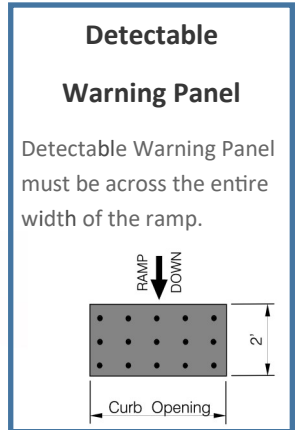 Detectable
Warning Panel
Detectable Warning Panel
must be across the entire
width of the ramp.
RAMP
DOWN
2'
Curb Opening